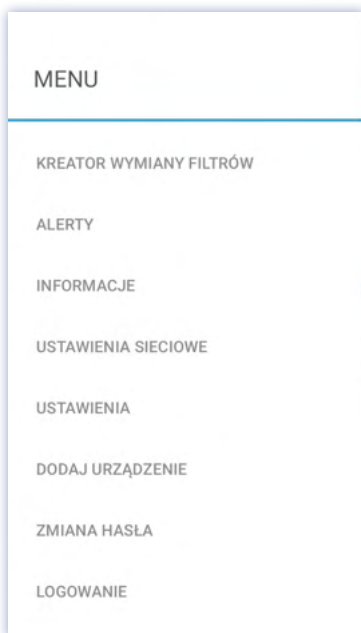 MENU
KREATOR WYMIANY FILTRÓW
ALERTY
INFORMACJE
USTAWIENIA SIECIOWE
USTAWIENIA
DODAJ URZĄDZENIE
ZMIANA HASŁA
LOGOWANIE